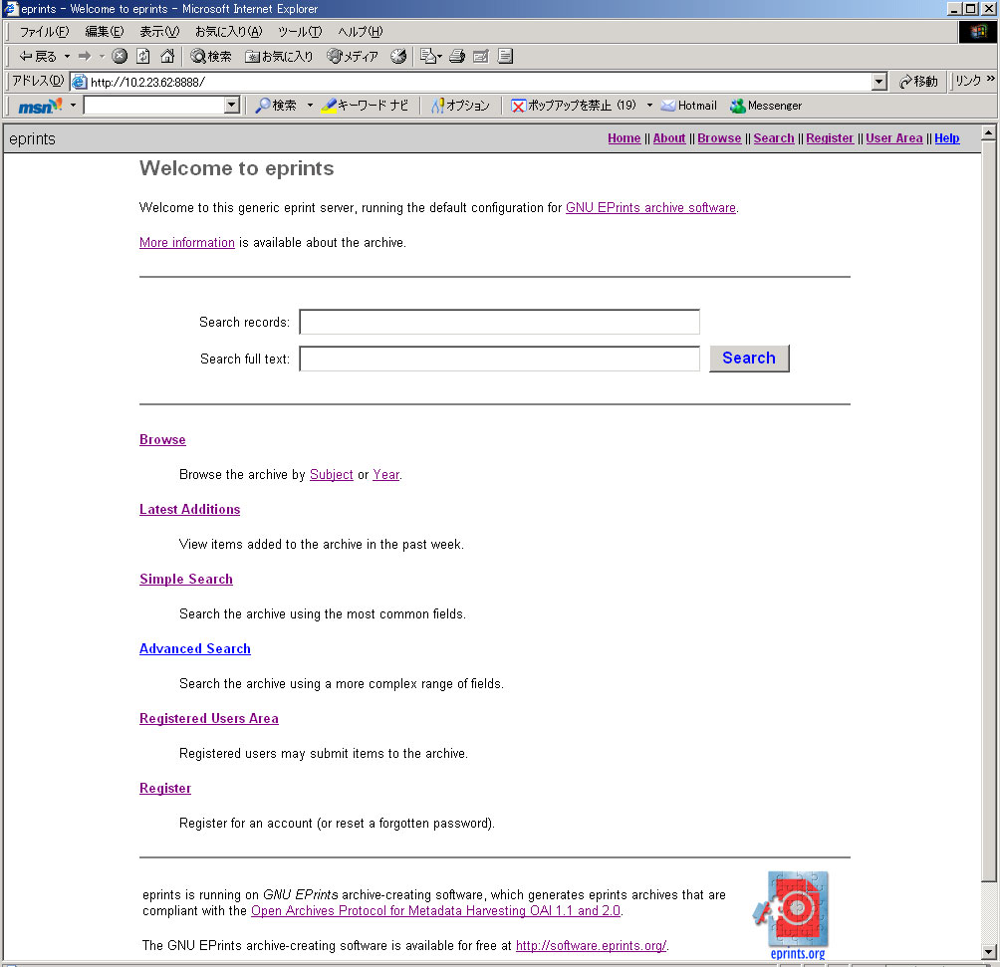 eprints - Welcome to eprints - Microsoft Internet Explorer
ファイル(F) 編集(E) 表示(V) お気に入り(A) ツール(T) ヘルプ(H)
戻る 検索 お気に入り メディア
アドレス(D) http://10.2.23.62:8888/ 移動 リンク »
msn 検索 キーワード ナビ オプション ポップアップを禁止 (19) Hotmail Messenger
eprints Home || About || Browse || Search || Register || User Area || Help
Welcome to eprints
Welcome to this generic eprint server, running the default configuration for GNU EPrints archive software.
More information is available about the archive.
Search records:
Search full text: Search
Browse
Browse the archive by Subject or Year.
Latest Additions
View items added to the archive in the past week.
Simple Search
Search the archive using the most common fields.
Advanced Search
Search the archive using a more complex range of fields.
Registered Users Area
Registered users may submit items to the archive.
Register
Register for an account (or reset a forgotten password).
eprints is running on GNU EPrints archive-creating software, which generates eprints archives that are
compliant with the Open Archives Protocol for Metadata Harvesting OAI 1.1 and 2.0.
The GNU EPrints archive-creating software is available for free at http://software.eprints.org/.
eprints.org